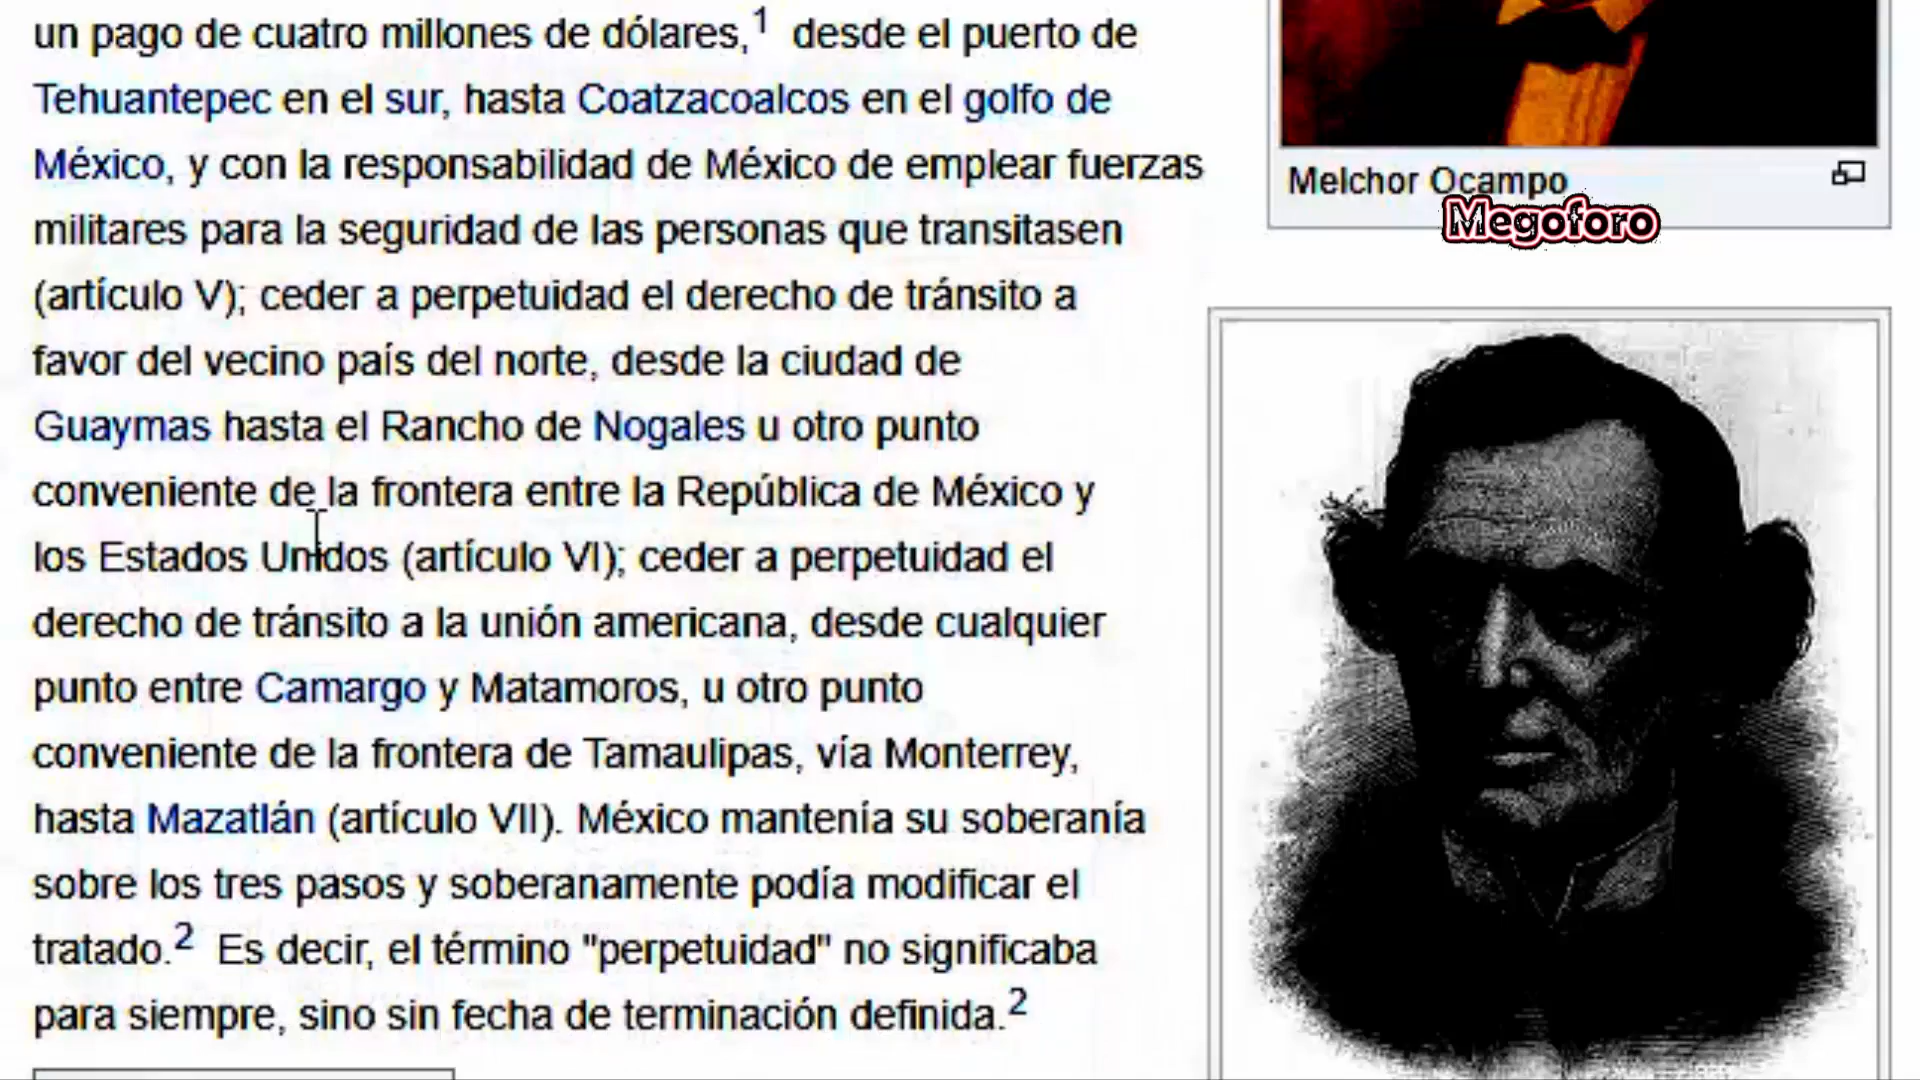 un pago de cuatro millones de dólares,1 desde el puerto de
Tehuantepec en el sur, hasta Coatzacoalcos en el golfo de
México, y con la responsabilidad de México de emplear fuerzas
militares para la seguridad de las personas que transitasen
(artículo V); ceder a perpetuidad el derecho de tránsito a
favor del vecino país del norte, desde la ciudad de
Guaymas hasta el Rancho de Nogales u otro punto
conveniente de la frontera entre la República de México y
los Estados Unidos (artículo VI); ceder a perpetuidad el
derecho de tránsito a la unión americana, desde cualquier
punto entre Camargo y Matamoros, u otro punto
conveniente de la frontera de Tamaulipas, vía Monterrey,
hasta Mazatlán (artículo VII). México mantenía su soberanía
sobre los tres pasos y soberanamente podía modificar el
tratado.2 Es decir, el término "perpetuidad" no significaba
para siempre, sino sin fecha de terminación definida.2
Melchor Ocampo
Megoforo